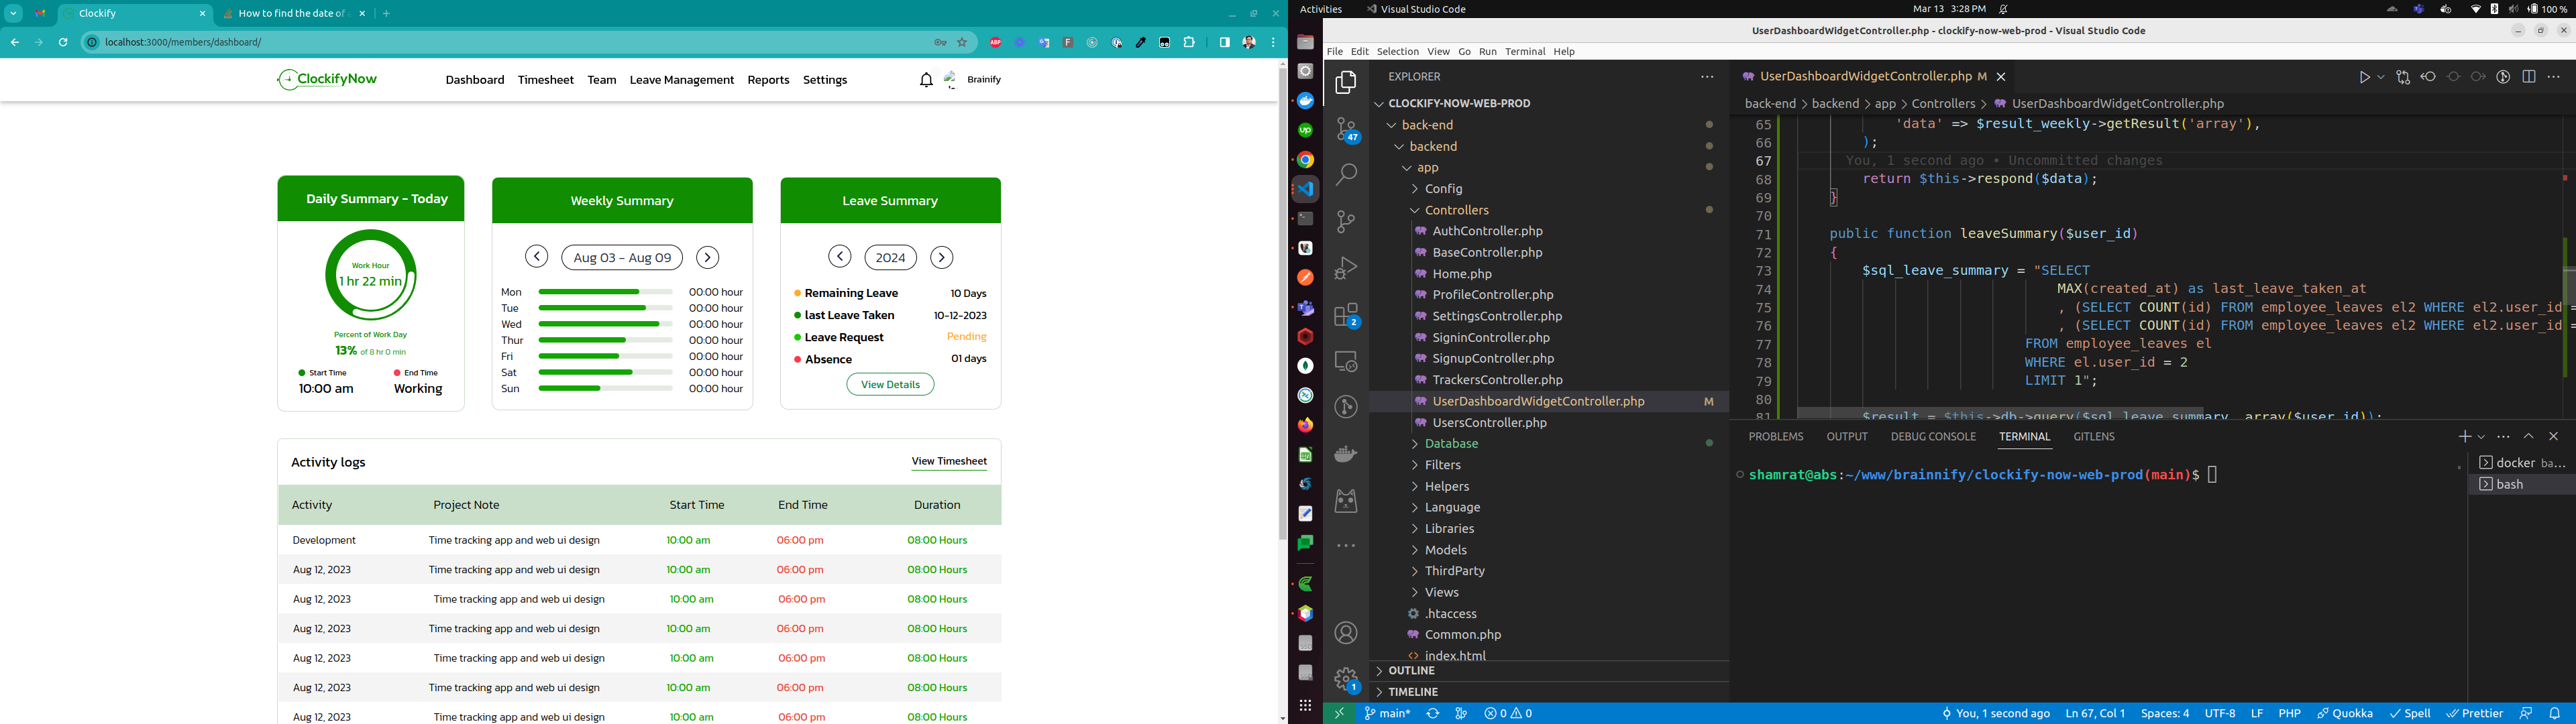 Clockify
How to find the date of
localhost:3000/members/dashboard/
ClockifyNow
Dashboard
Timesheet
Team
Leave Management
Reports
Settings
Brainify
Daily Summary - Today
Work Hour
1 hr 22 min
Percent of Work Day
13% of 8 hr 0 min
Start Time
End Time
10:00 am
Working
Weekly Summary
Aug 03 - Aug 09
Mon 00:00 hour
Tue 00:00 hour
Wed 00:00 hour
Thur 00:00 hour
Fri 00:00 hour
Sat 00:00 hour
Sun 00:00 hour
Leave Summary
2024
Remaining Leave 10 Days
last Leave Taken 10-12-2023
Leave Request Pending
Absence 01 days
View Details
Activity logs
View Timesheet
Activity Project Note Start Time End Time Duration
Development Time tracking app and web ui design 10:00 am 06:00 pm 08:00 Hours
Aug 12, 2023 Time tracking app and web ui design 10:00 am 06:00 pm 08:00 Hours
Aug 12, 2023 Time tracking app and web ui design 10:00 am 06:00 pm 08:00 Hours
Aug 12, 2023 Time tracking app and web ui design 10:00 am 06:00 pm 08:00 Hours
Aug 12, 2023 Time tracking app and web ui design 10:00 am 06:00 pm 08:00 Hours
Aug 12, 2023 Time tracking app and web ui design 10:00 am 06:00 pm 08:00 Hours
Aug 12, 2023 Time tracking app and web ui design 10:00 am 06:00 pm 08:00 Hours
Activities
Visual Studio Code
Mar 13 3:28 PM
100 %
UserDashboardWidgetController.php - clockify-now-web-prod - Visual Studio Code
File Edit Selection View Go Run Terminal Help
47
2
1
EXPLORER
CLOCKIFY-NOW-WEB-PROD
back-end
backend
app
Config
Controllers
AuthController.php
BaseController.php
Home.php
ProfileController.php
SettingsController.php
SigninController.php
SignupController.php
TrackersController.php
UserDashboardWidgetController.php M
UsersController.php
Database
Filters
Helpers
Language
Libraries
Models
ThirdParty
Views
.htaccess
Common.php
index.html
OUTLINE
TIMELINE
UserDashboardWidgetController.php M
back-end > backend > app > Controllers > UserDashboardWidgetController.php
65 'data' => $result_weekly->getResult('array'),
66 );
67 You, 1 second ago • Uncommitted changes
68 return $this->respond($data);
69 }
70
71 public function leaveSummary($user_id)
72 {
73 $sql_leave_summary = "SELECT
74 MAX(created_at) as last_leave_taken_at
75 , (SELECT COUNT(id) FROM employee_leaves el2 WHERE el2.user_id =
76 , (SELECT COUNT(id) FROM employee_leaves el2 WHERE el2.user_id =
77 FROM employee_leaves el
78 WHERE el.user_id = 2
79 LIMIT 1";
80
81 $result = $this->db->query($sql_leave_summary, array($user_id));
PROBLEMS OUTPUT DEBUG CONSOLE TERMINAL GITLENS
shamrat@abs:~/www/brainnify/clockify-now-web-prod(main)$
docker ba...
bash
main*
0 0
You, 1 second ago
Ln 67, Col 1
Spaces: 4
UTF-8
LF
PHP
Quokka
Spell
Prettier